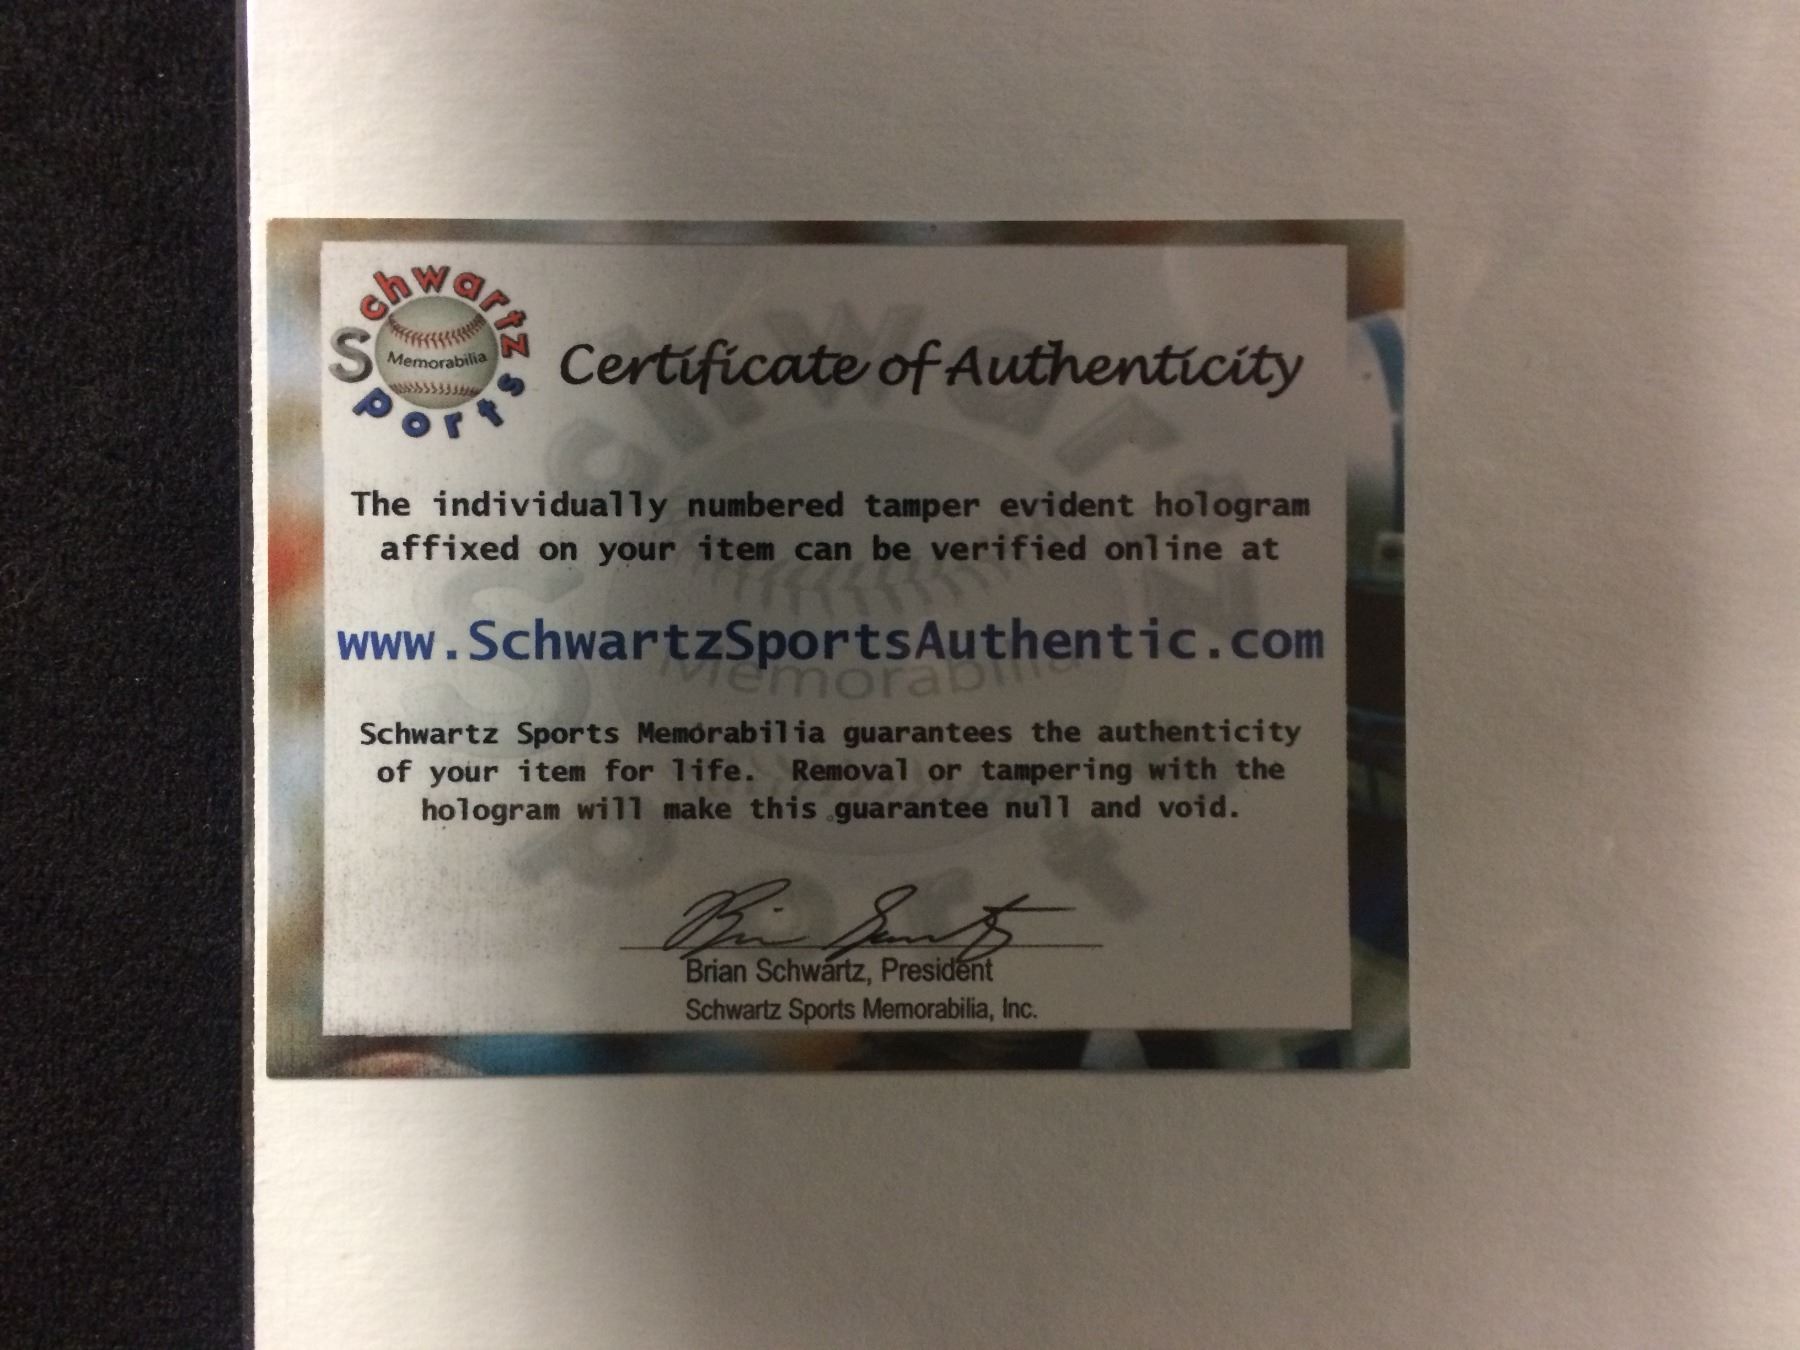 Schwartz
Sports
Memorabilia
Certificate of Authenticity
The individually numbered tamper evident hologram
affixed on your item can be verified online at
www.SchwartzSportsAuthentic.com
Schwartz Sports Memorabilia guarantees the authenticity
of your item for life. Removal or tampering with the
hologram will make this guarantee null and void.
Brian Schwartz
Brian Schwartz, President
Schwartz Sports Memorabilia, Inc.